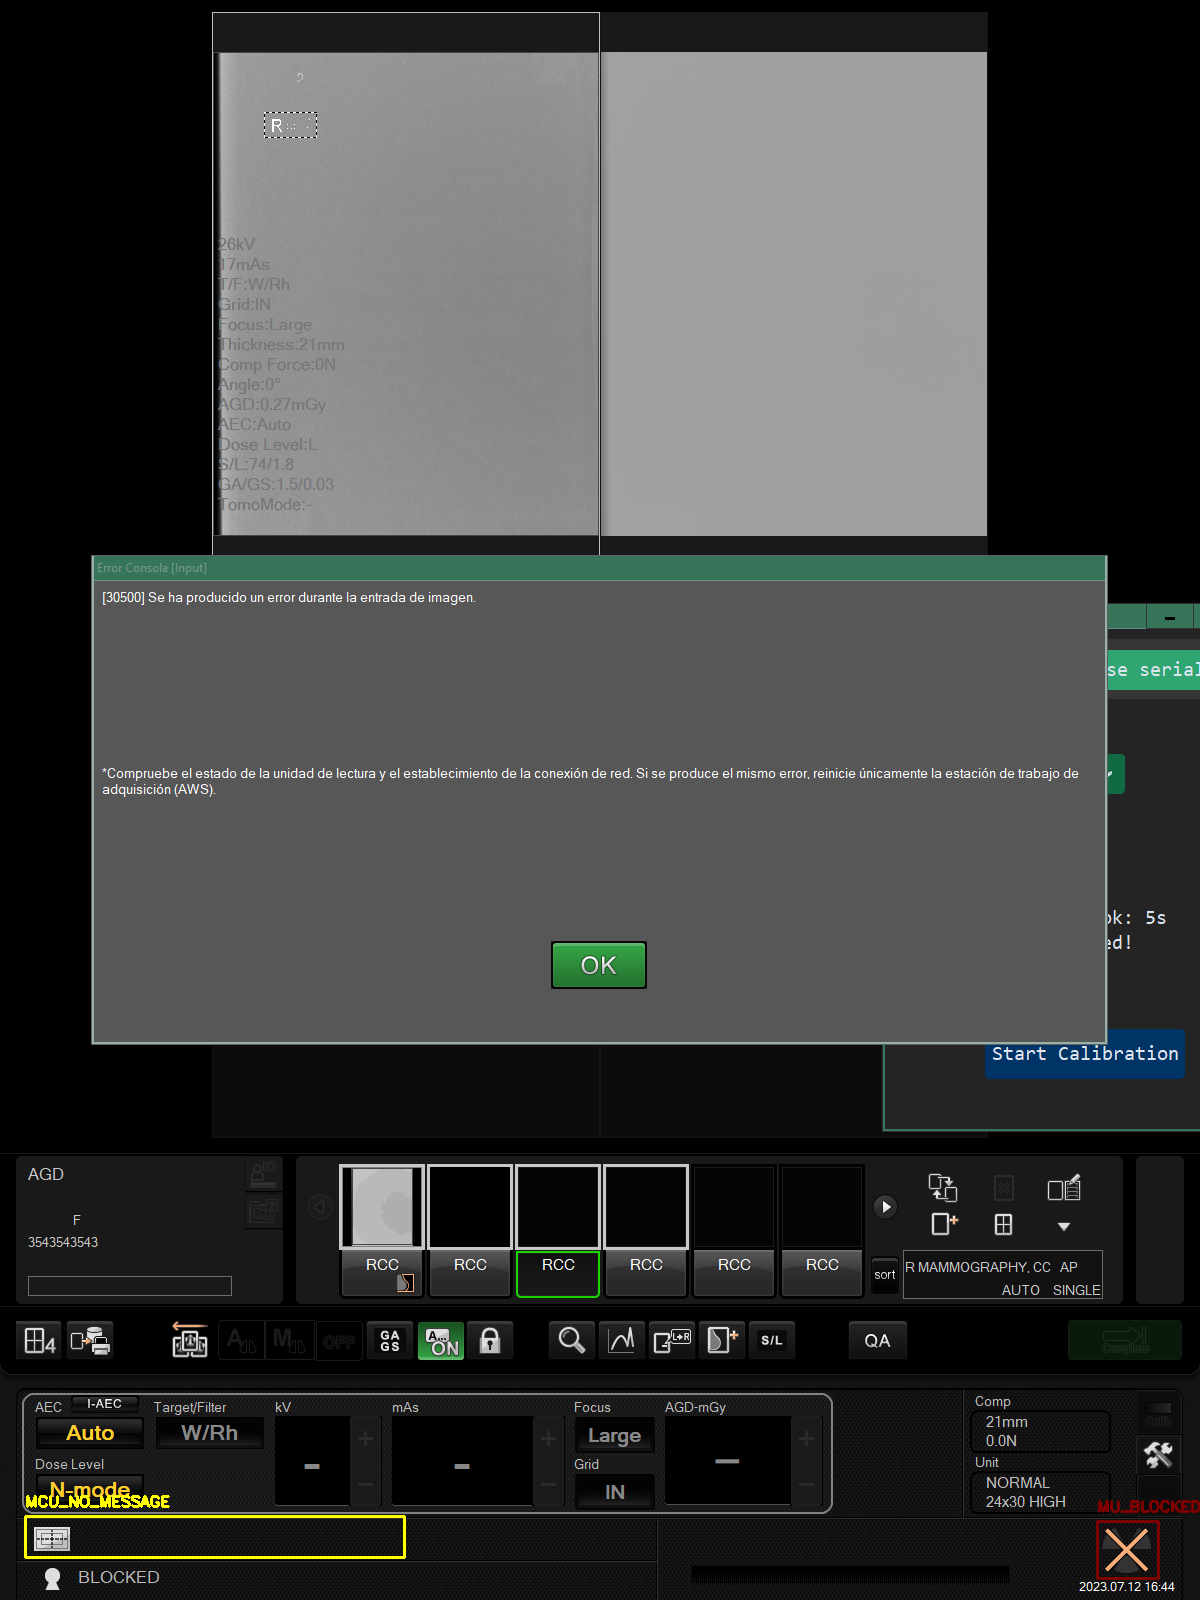 R
26kV
17mAs
T/F:W/Rh
Grid:IN
Focus:Large
Thickness:21mm
Comp Force:0N
Angle:0°
AGD:0.27mGy
AEC:Auto
Dose Level:L
S/L:74/1.8
GA/GS:1.5/0.03
TomoMode:-
Error Consola [Input]
[30500] Se ha producido un error durante la entrada de imagen.
*Compruebe el estado de la unidad de lectura y el establecimiento de la conexión de red. Si se produce el mismo error, reinicie únicamente la estación de trabajo de
adquisición (AWS).
OK
se serial
ok: 5s
ed!
Start Calibration
AGD
F
3543543543
RCC
RCC
RCC
RCC
RCC
RCC
sort
R MAMMOGRAPHY, CC AP
AUTO SINGLE
4
A
M
OFF
GA
GS
A...
ON
L↔R
S/L
QA
Complete
AEC
I-AEC
Target/Filter
kV
mAs
Focus
AGD-mGy
Auto
W/Rh
Large
Dose Level
Grid
N-mode
IN
Comp
21mm
0.0N
Unit
NORMAL
24x30 HIGH
MCU_NO_MESSAGE
MU_BLOCKED
BLOCKED
2023.07.12 16:44